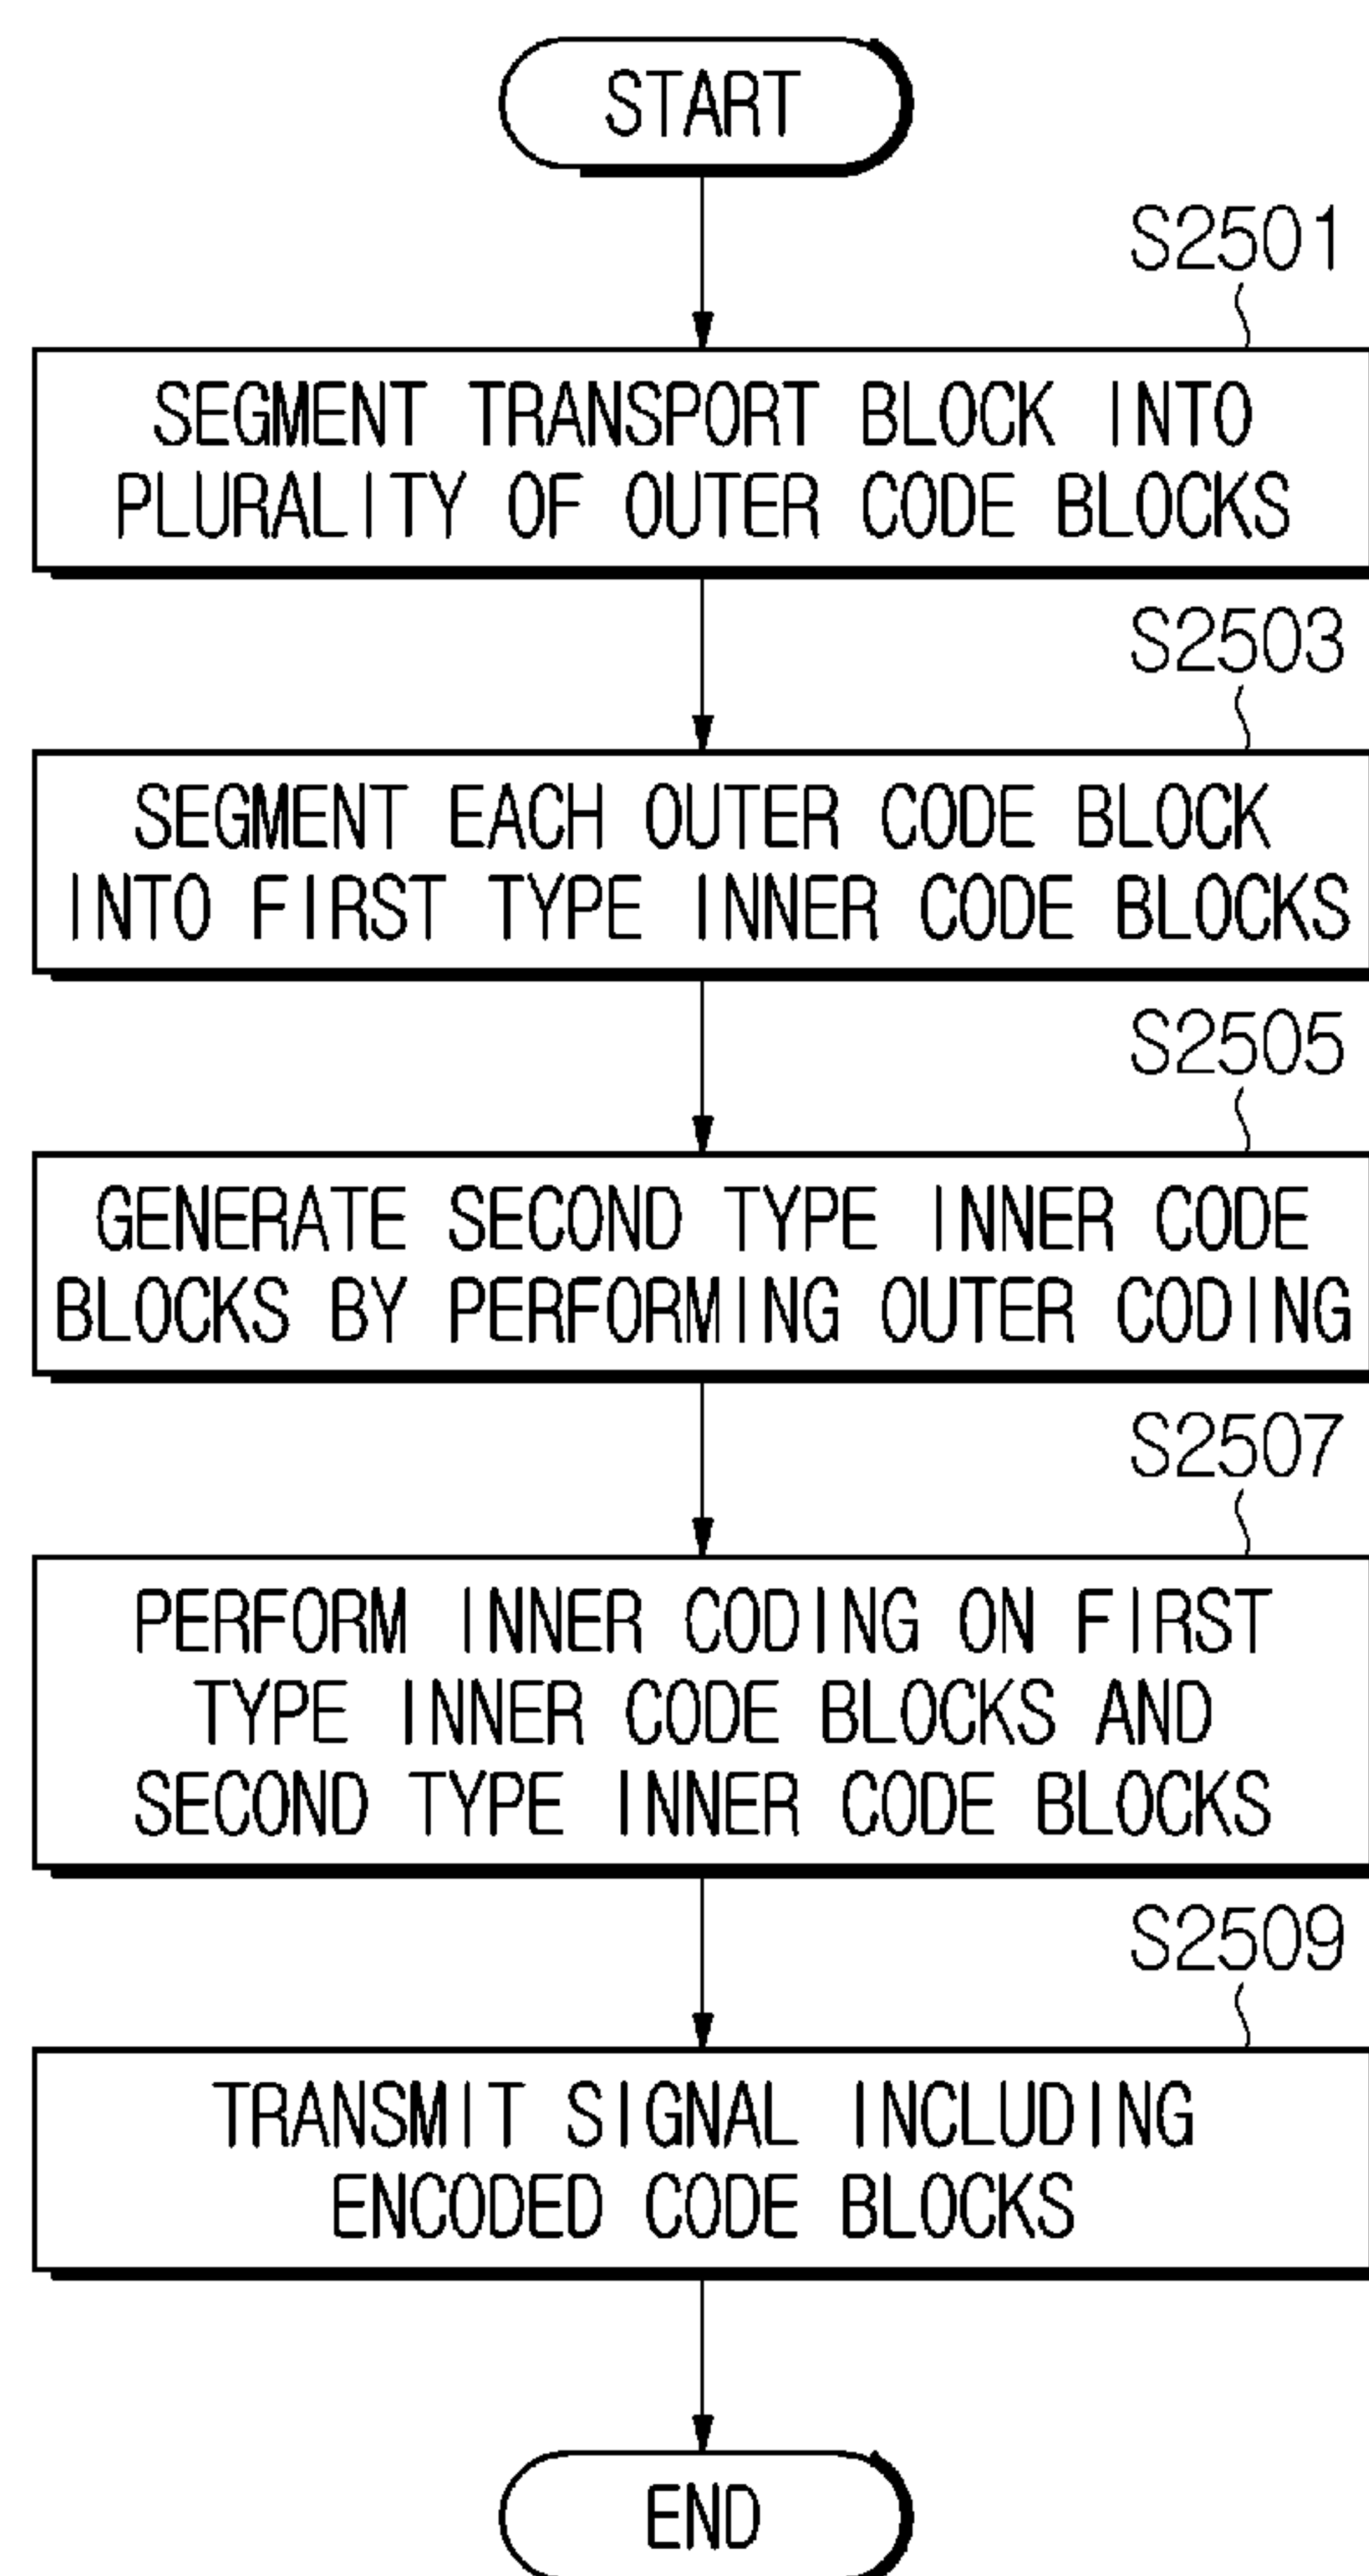 START
S2501
SEGMENT TRANSPORT BLOCK INTO
PLURALITY OF OUTER CODE BLOCKS
S2503
SEGMENT EACH OUTER CODE BLOCK
INTO FIRST TYPE INNER CODE BLOCKS
S2505
GENERATE SECOND TYPE INNER CODE
BLOCKS BY PERFORMING OUTER CODING
S2507
PERFORM INNER CODING ON FIRST
TYPE INNER CODE BLOCKS AND
SECOND TYPE INNER CODE BLOCKS
S2509
TRANSMIT SIGNAL INCLUDING
ENCODED CODE BLOCKS
END